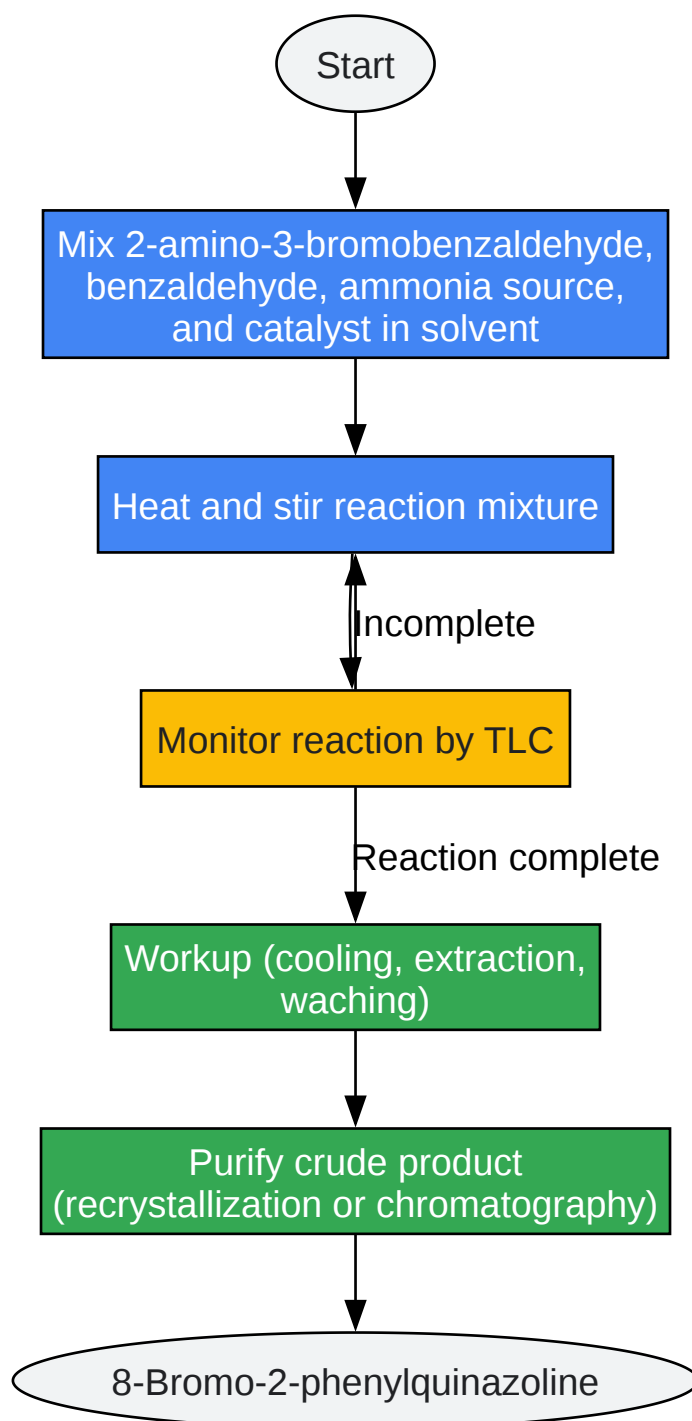 Start
Mix 2-amino-3-bromobenzaldehyde,
benzaldehyde, ammonia source,
and catalyst in solvent
Heat and stir reaction mixture
Incomplete
Monitor reaction by TLC
Reaction complete
Workup (cooling, extraction,
waching)
Purify crude product
(recrystallization or chromatography)
8-Bromo-2-phenylquinazoline